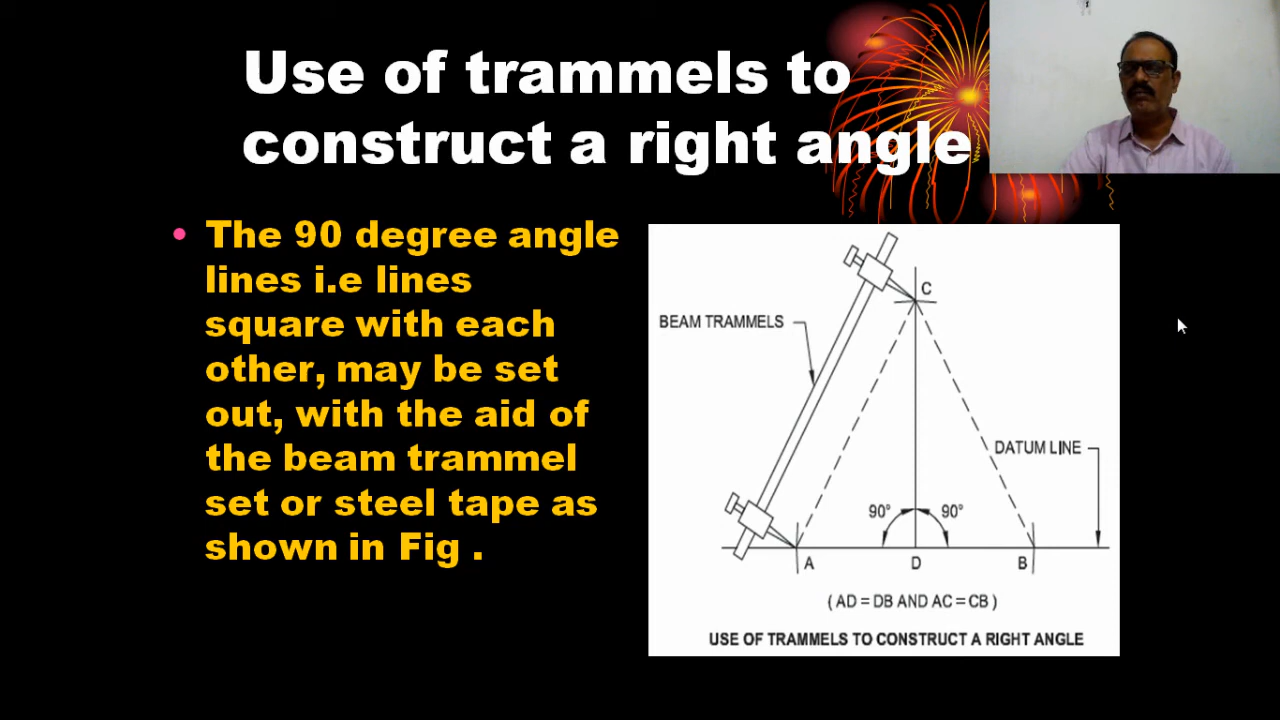 Use of trammels to
construct a right angle
• The 90 degree angle
lines i.e lines
square with each
other, may be set
out, with the aid of
the beam trammel
set or steel tape as
shown in Fig .
C
BEAM TRAMMELS
DATUM LINE
90° 90°
A D B
( AD = DB AND AC = CB )
USE OF TRAMMELS TO CONSTRUCT A RIGHT ANGLE